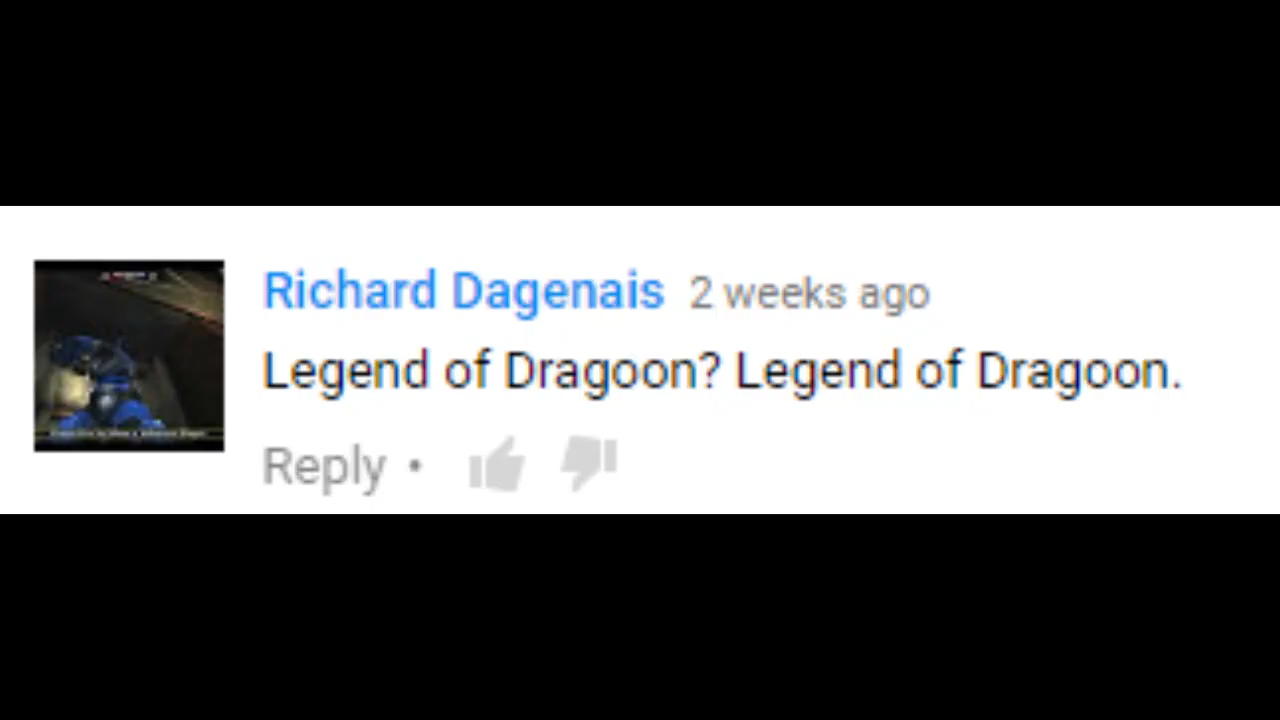 Richard Dagenais 2 weeks ago
Legend of Dragoon? Legend of Dragoon.
Reply •